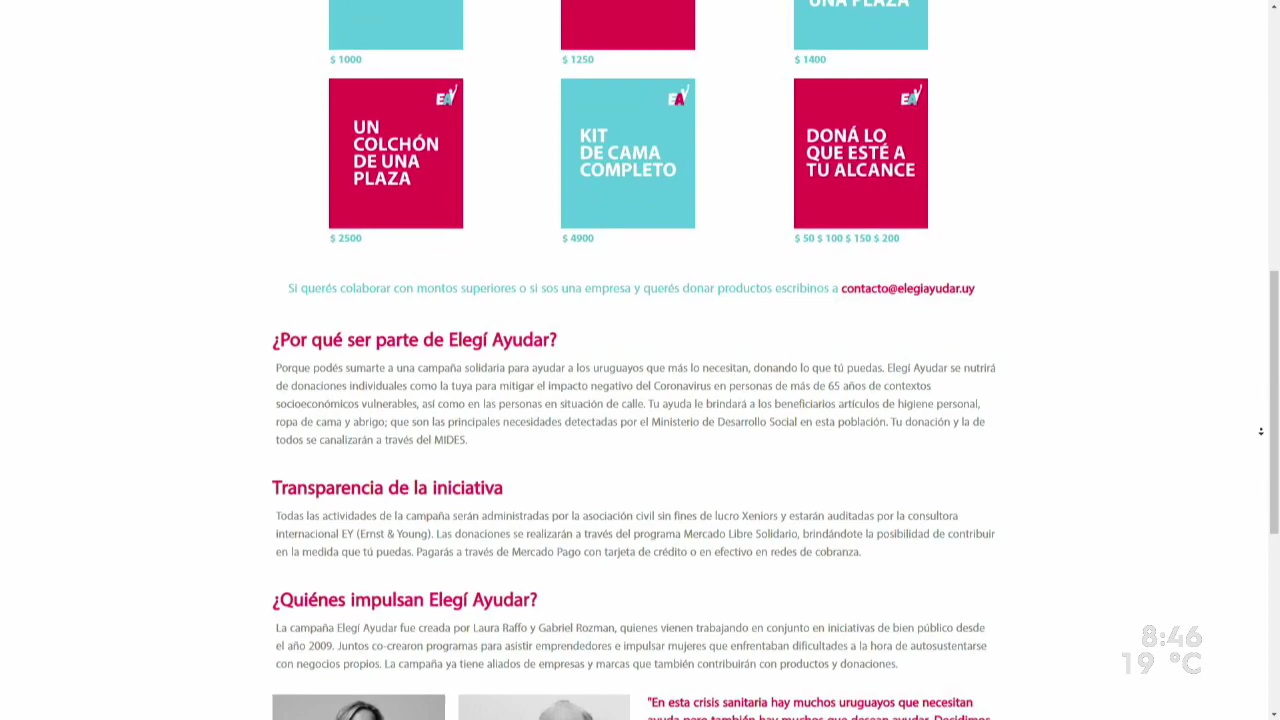 UNA PLAZA
$ 1000
$ 1250
$ 1400
EA
UN
COLCHÓN
DE UNA
PLAZA
EA
KIT
DE CAMA
COMPLETO
EA
DONÁ LO
QUE ESTÉ A
TU ALCANCE
$ 2500
$ 4900
$ 50 $ 100 $ 150 $ 200
Si querés colaborar con montos superiores o si sos una empresa y querés donar productos escribinos a contacto@elegiayudar.uy
¿Por qué ser parte de Elegí Ayudar?
Porque podés sumarte a una campaña solidaria para ayudar a los uruguayos que más lo necesitan, donando lo que tú puedas. Elegí Ayudar se nutrirá
de donaciones individuales como la tuya para mitigar el impacto negativo del Coronavirus en personas de más de 65 años de contextos
socioeconómicos vulnerables, así como en las personas en situación de calle. Tu ayuda le brindará a los beneficiarios artículos de higiene personal,
ropa de cama y abrigo; que son las principales necesidades detectadas por el Ministerio de Desarrollo Social en esta población. Tu donación y la de
todos se canalizarán a través del MIDES.
Transparencia de la iniciativa
Todas las actividades de la campaña serán administradas por la asociación civil sin fines de lucro Xeniors y estarán auditadas por la consultora
internacional EY (Ernst & Young). Las donaciones se realizarán a través del programa Mercado Libre Solidario, brindándote la posibilidad de contribuir
en la medida que tú puedas. Pagarás a través de Mercado Pago con tarjeta de crédito o en efectivo en redes de cobranza.
¿Quiénes impulsan Elegí Ayudar?
La campaña Elegí Ayudar fue creada por Laura Raffo y Gabriel Rozman, quienes vienen trabajando en conjunto en iniciativas de bien público desde
el año 2009. Juntos co-crearon programas para asistir emprendedores e impulsar mujeres que enfrentaban dificultades a la hora de autosustentarse
con negocios propios. La campaña ya tiene aliados de empresas y marcas que también contribuirán con productos y donaciones.
8:46
19 °C
"En esta crisis sanitaria hay muchos uruguayos que necesitan
ayuda pero también hay muchos que desean ayudar. Decidimos